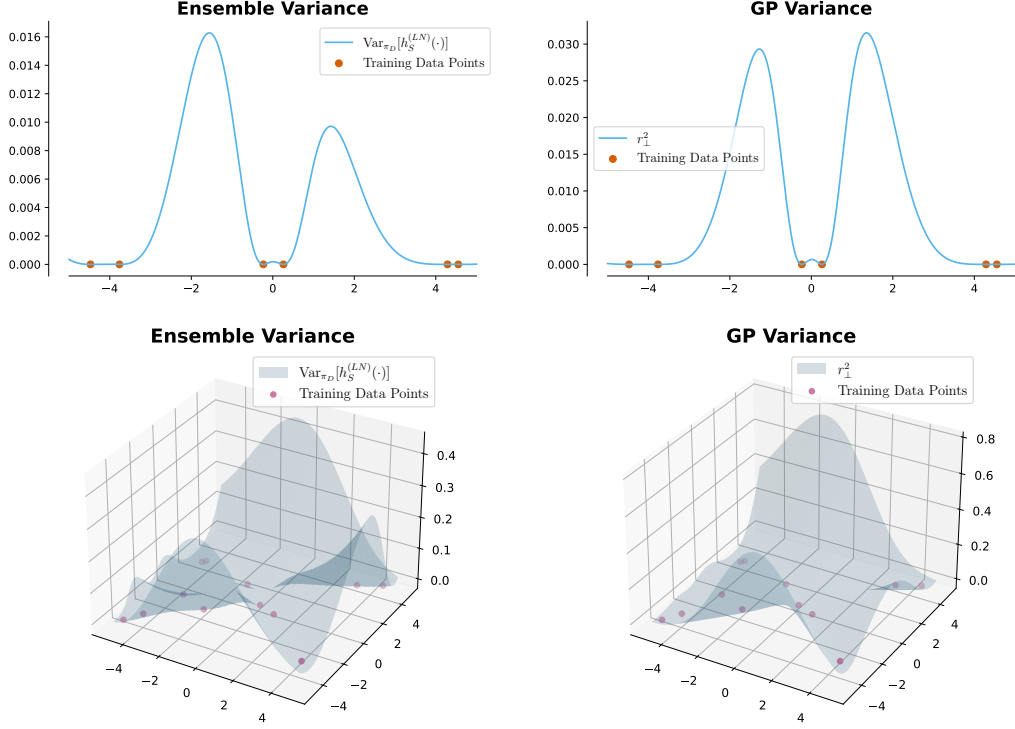 Ensemble Variance
0.016
0.014
0.012
0.010
0.008
0.006
0.004
0.002
0.000
−4 −2 0 2 4
Var_{π_D}[h_S^{(LN)}(·)]
Training Data Points
GP Variance
0.030
0.025
0.020
0.015
0.010
0.005
0.000
−4 −2 0 2 4
r_⊥^2
Training Data Points
Ensemble Variance
Var_{π_D}[h_S^{(LN)}(·)]
Training Data Points
0.4
0.3
0.2
0.1
0.0
−4 −2 0 2 4
−4 −2 0 2 4
GP Variance
r_⊥^2
Training Data Points
0.8
0.6
0.4
0.2
0.0
−4 −2 0 2 4
−4 −2 0 2 4